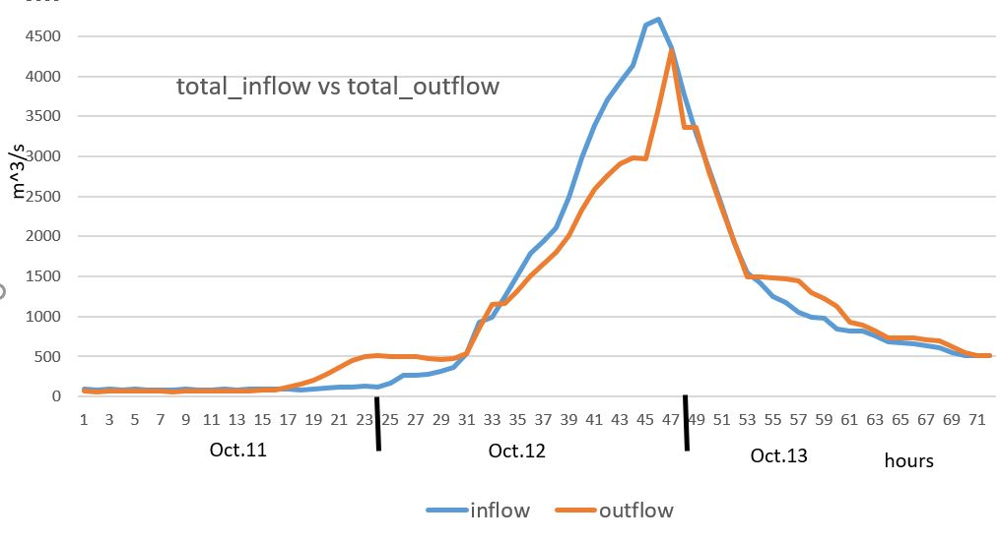 4500
total_inflow vs total_outflow
4000
3500
m^3/s
3000
2500
2000
1500
1000
500
0
1 3 5 7 9 11 13 15 17 19 21 23 25 27 29 31 33 35 37 39 41 43 45 47 49 51 53 55 57 59 61 63 65 67 69 71
Oct.11 Oct.12 Oct.13 hours
inflow outflow